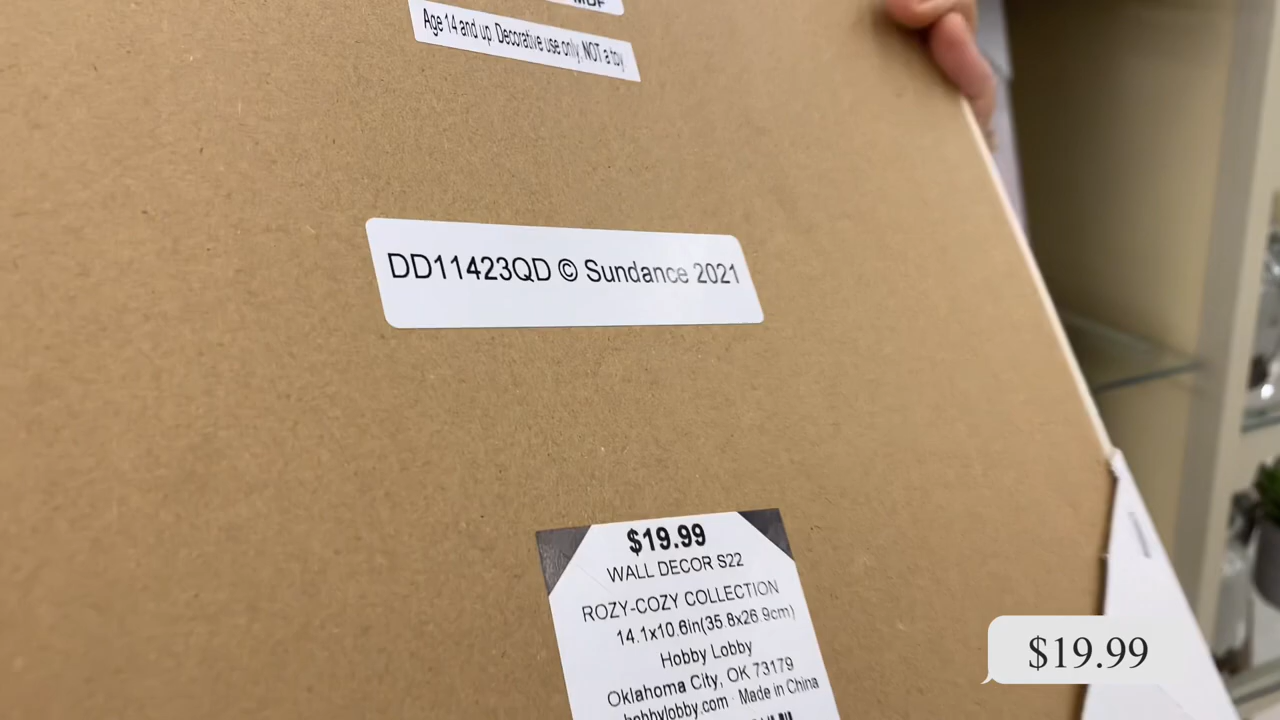 MDF
Age 14 and up. Decorative use only, NOT a toy
DD11423QD © Sundance 2021
$19.99
WALL DECOR S22
ROZY-COZY COLLECTION
14.1x10.6in(35.8x26.9cm)
Hobby Lobby
Oklahoma City, OK 73179
hobbylobby.com · Made in China
$19.99